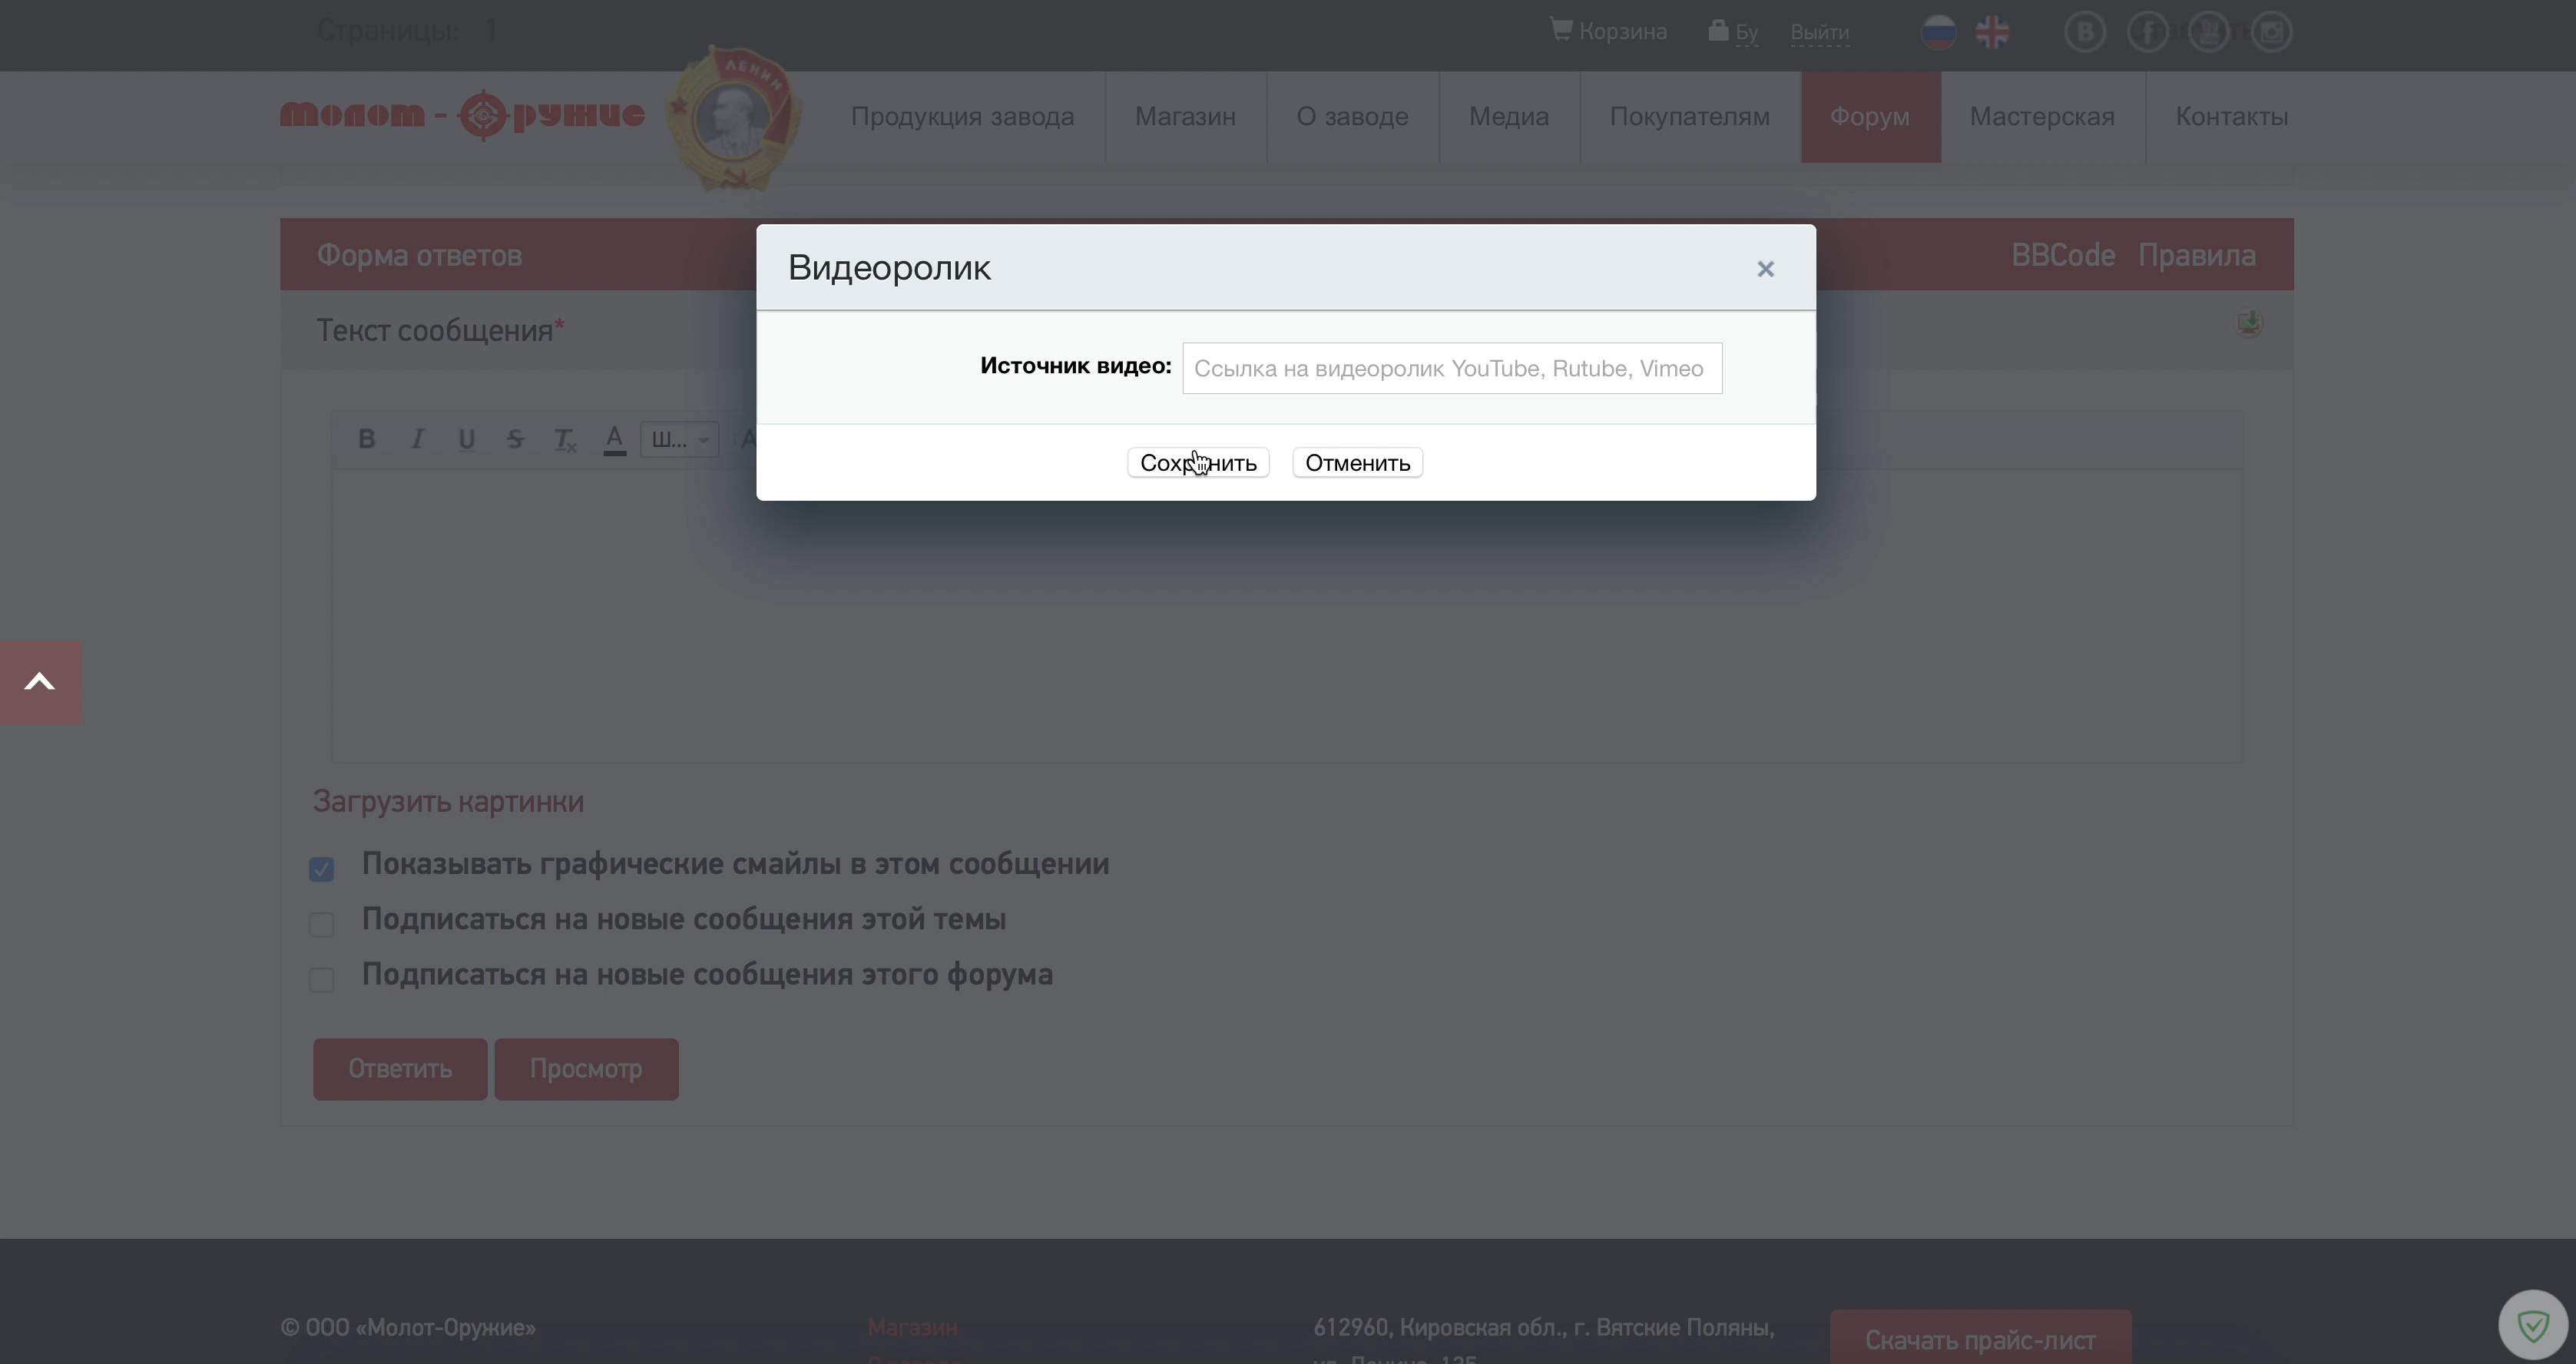 Страницы: 1
Корзина Бу Выйти
ЛЕНИН
Молот - Оружие
Продукция завода Магазин О заводе Медиа Покупателям Форум Мастерская Контакты
Форма ответов BBCode Правила
Видеоролик
Текст сообщения*
Источник видео: Ссылка на видеоролик YouTube, Rutube, Vimeo
B I U S Tx A Ш... A
Сохранить Отменить
Загрузить картинки
Показывать графические смайлы в этом сообщении
Подписаться на новые сообщения этой темы
Подписаться на новые сообщения этого форума
Ответить Просмотр
© ООО «Молот-Оружие» Магазин 612960, Кировская обл., г. Вятские Поляны, Скачать прайс-лист